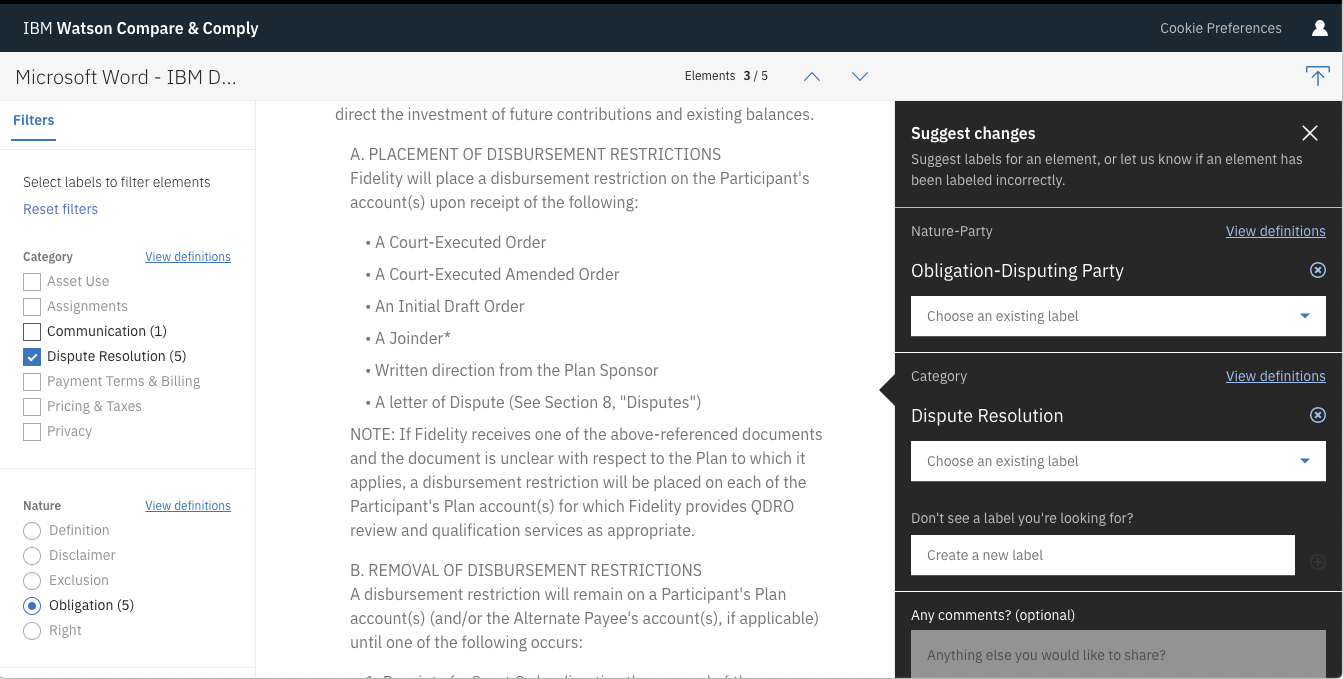 IBM Watson Compare & Comply
Cookie Preferences
Microsoft Word - IBM D...
Elements 3 / 5
Filters
Select labels to filter elements
Reset filters
Category View definitions
Asset Use
Assignments
Communication (1)
Dispute Resolution (5)
Payment Terms & Billing
Pricing & Taxes
Privacy
Nature View definitions
Definition
Disclaimer
Exclusion
Obligation (5)
Right
direct the investment of future contributions and existing balances.
A. PLACEMENT OF DISBURSEMENT RESTRICTIONS
Fidelity will place a disbursement restriction on the Participant's
account(s) upon receipt of the following:
• A Court-Executed Order
• A Court-Executed Amended Order
• An Initial Draft Order
• A Joinder*
• Written direction from the Plan Sponsor
• A letter of Dispute (See Section 8, "Disputes")
NOTE: If Fidelity receives one of the above-referenced documents
and the document is unclear with respect to the Plan to which it
applies, a disbursement restriction will be placed on each of the
Participant's Plan account(s) for which Fidelity provides QDRO
review and qualification services as appropriate.
B. REMOVAL OF DISBURSEMENT RESTRICTIONS
A disbursement restriction will remain on a Participant's Plan
account(s) (and/or the Alternate Payee's account(s), if applicable)
until one of the following occurs:
Suggest changes
Suggest labels for an element, or let us know if an element has
been labeled incorrectly.
Nature-Party View definitions
Obligation-Disputing Party
Choose an existing label
Category View definitions
Dispute Resolution
Choose an existing label
Don't see a label you're looking for?
Create a new label
Any comments? (optional)
Anything else you would like to share?